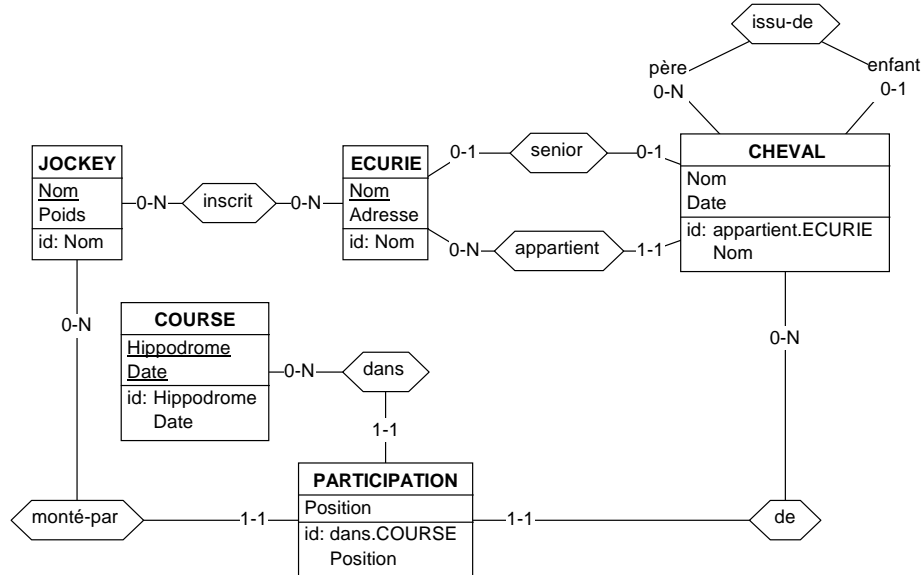 issu-de
père
0-N
enfant
0-1
JOCKEY
Nom
Poids
id: Nom
0-N
inscrit
0-N
ECURIE
Nom
Adresse
id: Nom
0-1
senior
0-1
0-N
appartient
1-1
CHEVAL
Nom
Date
id: appartient.ECURIE
Nom
0-N
COURSE
Hippodrome
Date
id: Hippodrome
Date
0-N
dans
0-N
1-1
PARTICIPATION
Position
id: dans.COURSE
Position
monté-par
1-1
1-1
de